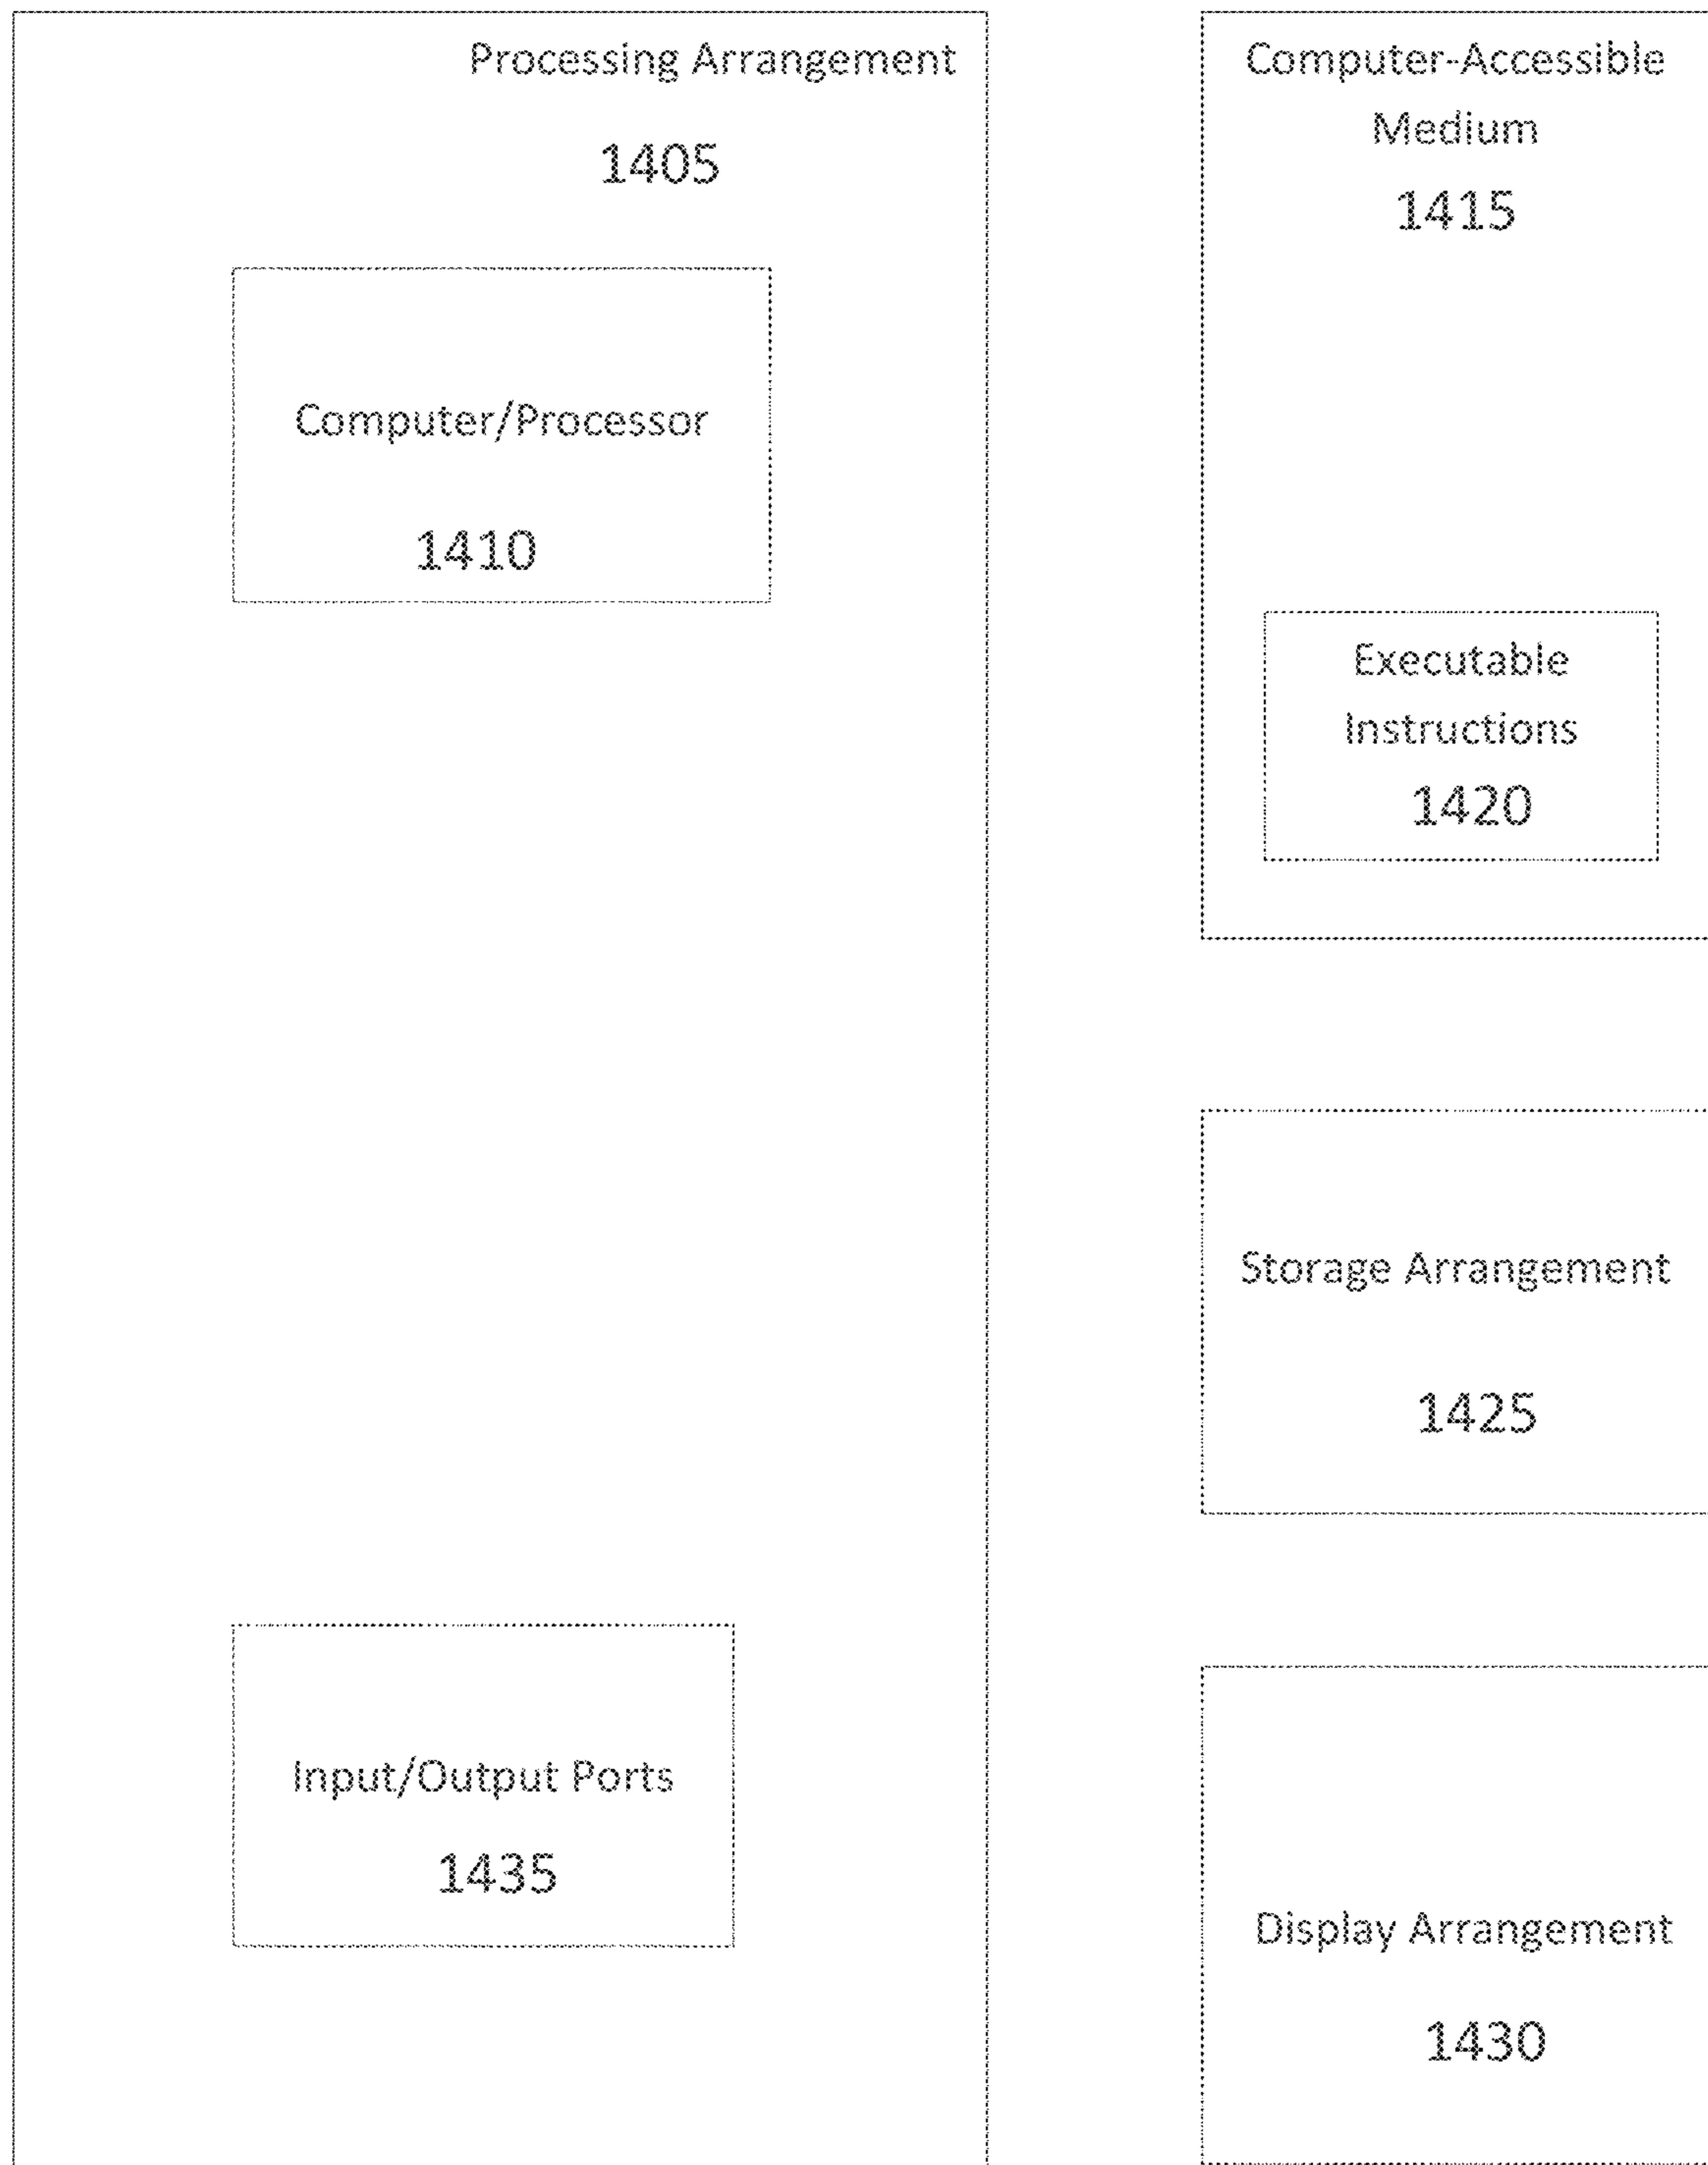 Processing Arrangement
1405
Computer/Processor
1410
Input/Output Ports
1435
Computer-Accessible
Medium
1415
Executable
Instructions
1420
Storage Arrangement
1425
Display Arrangement
1430